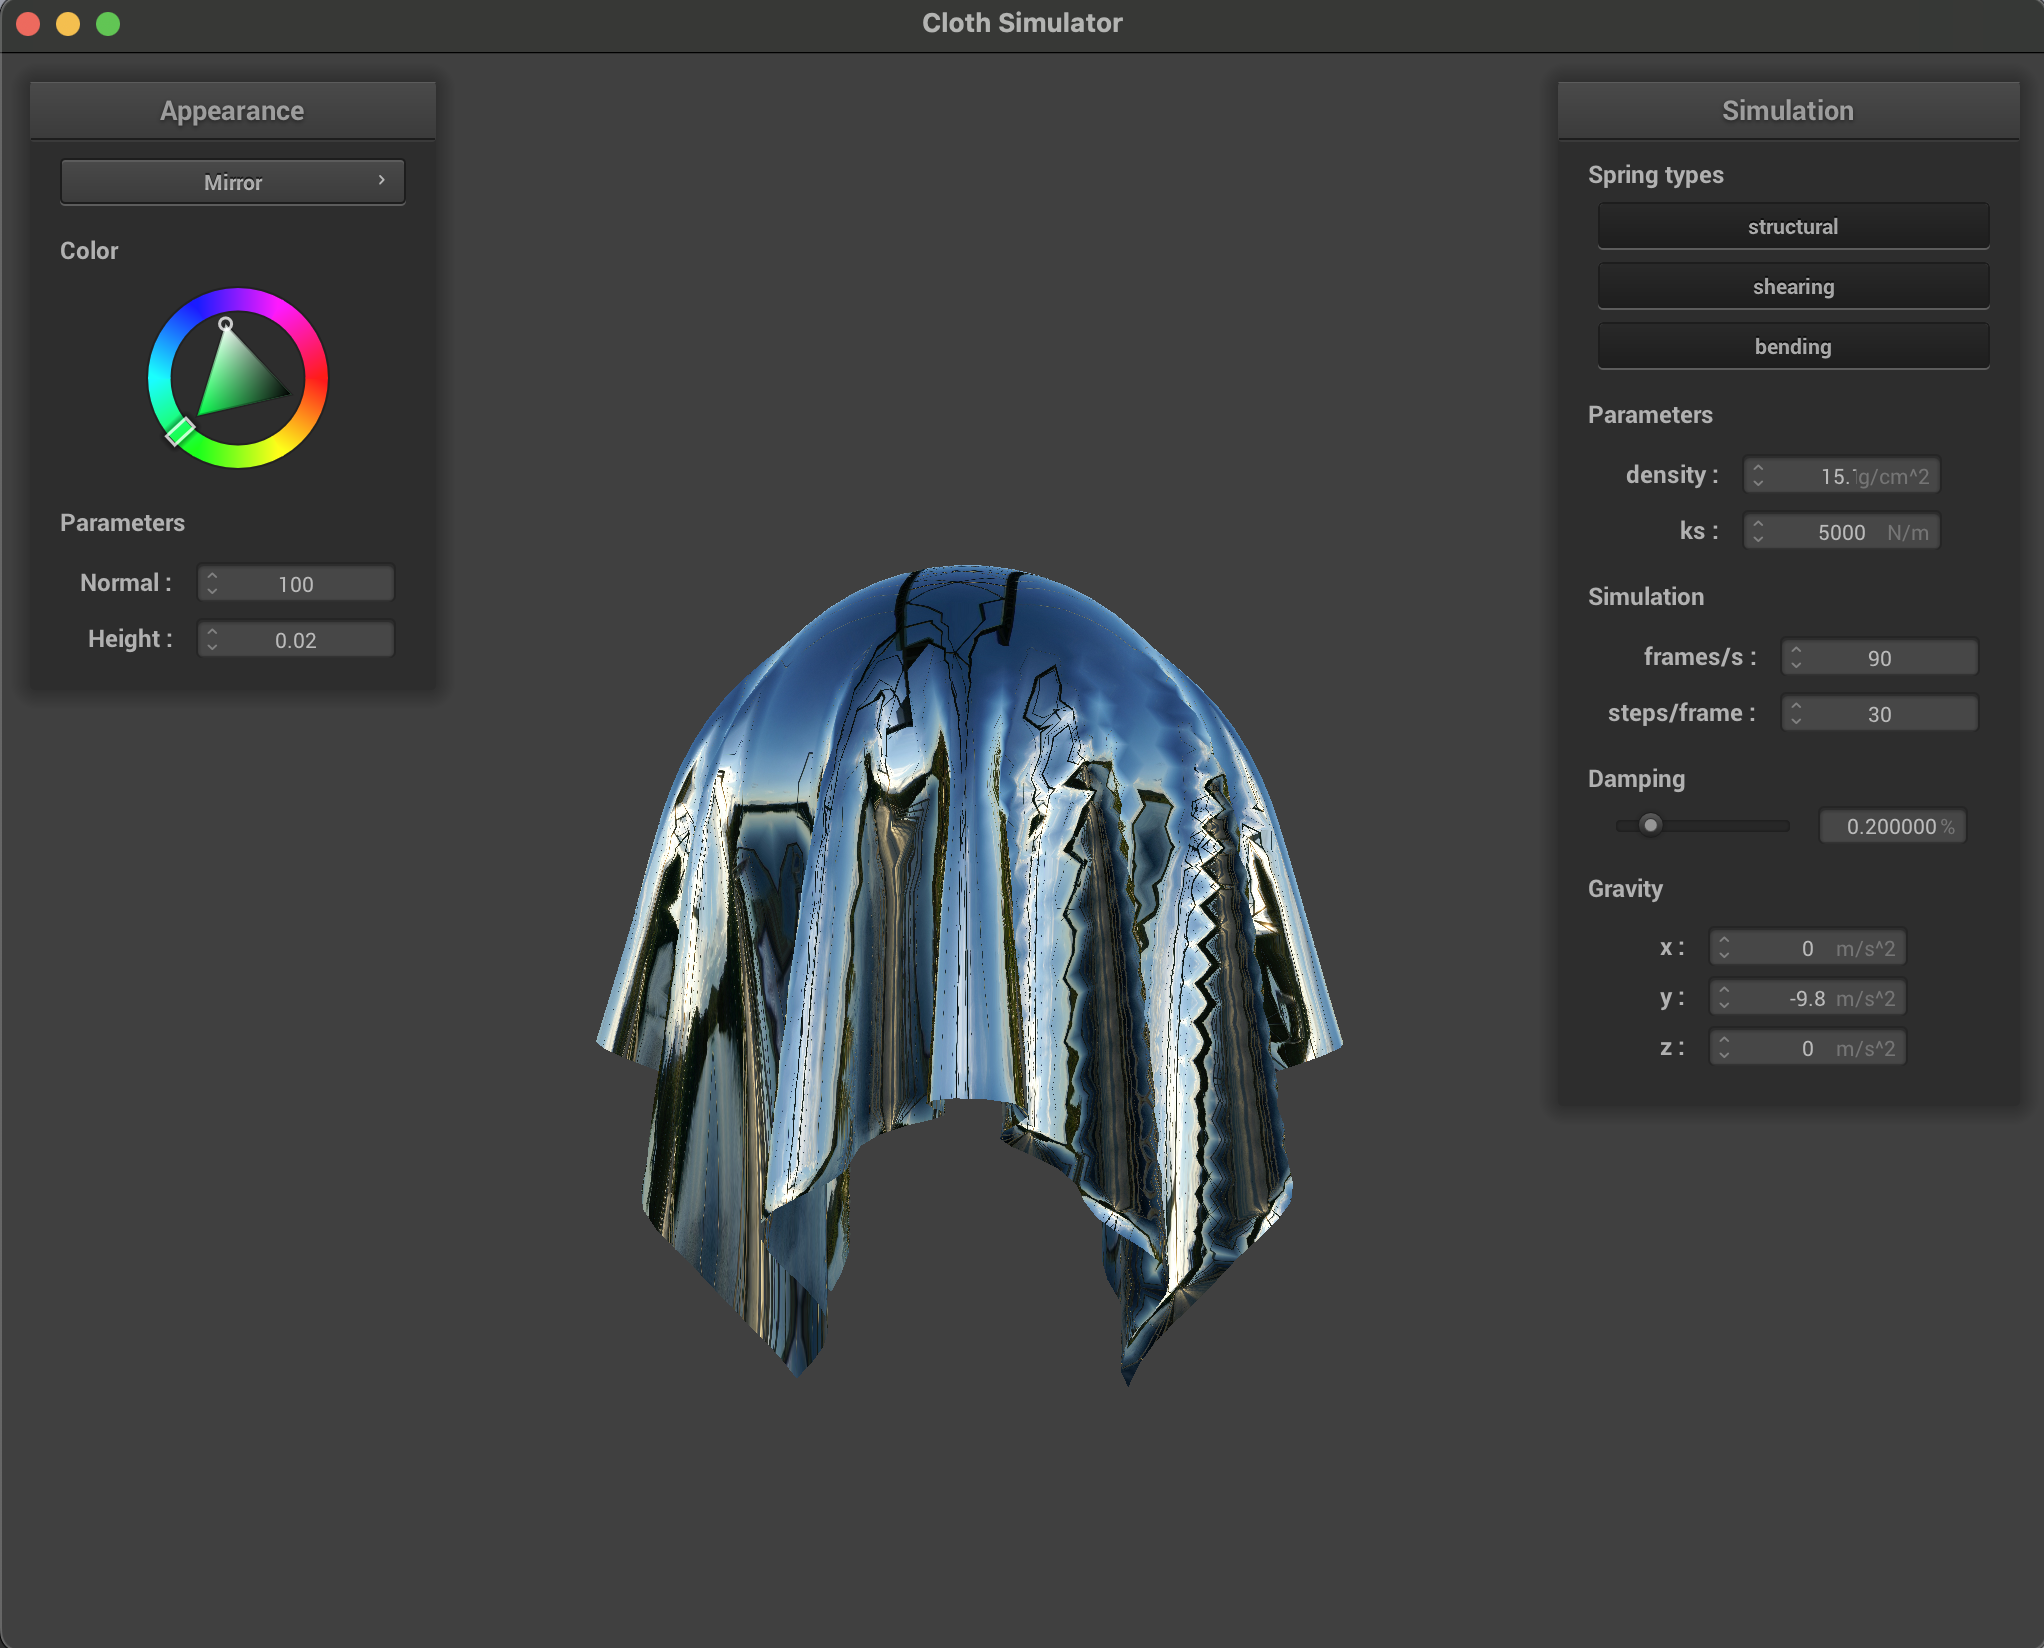 Cloth Simulator
Appearance
Mirror
Color
Parameters
Normal : 100
Height : 0.02
Simulation
Spring types
structural
shearing
bending
Parameters
density : g/cm^2
ks : 5000 N/m
Simulation
frames/s : 90
steps/frame : 30
Damping
0.200000 %
Gravity
x : 0 m/s^2
y : -9.8 m/s^2
z : 0 m/s^2